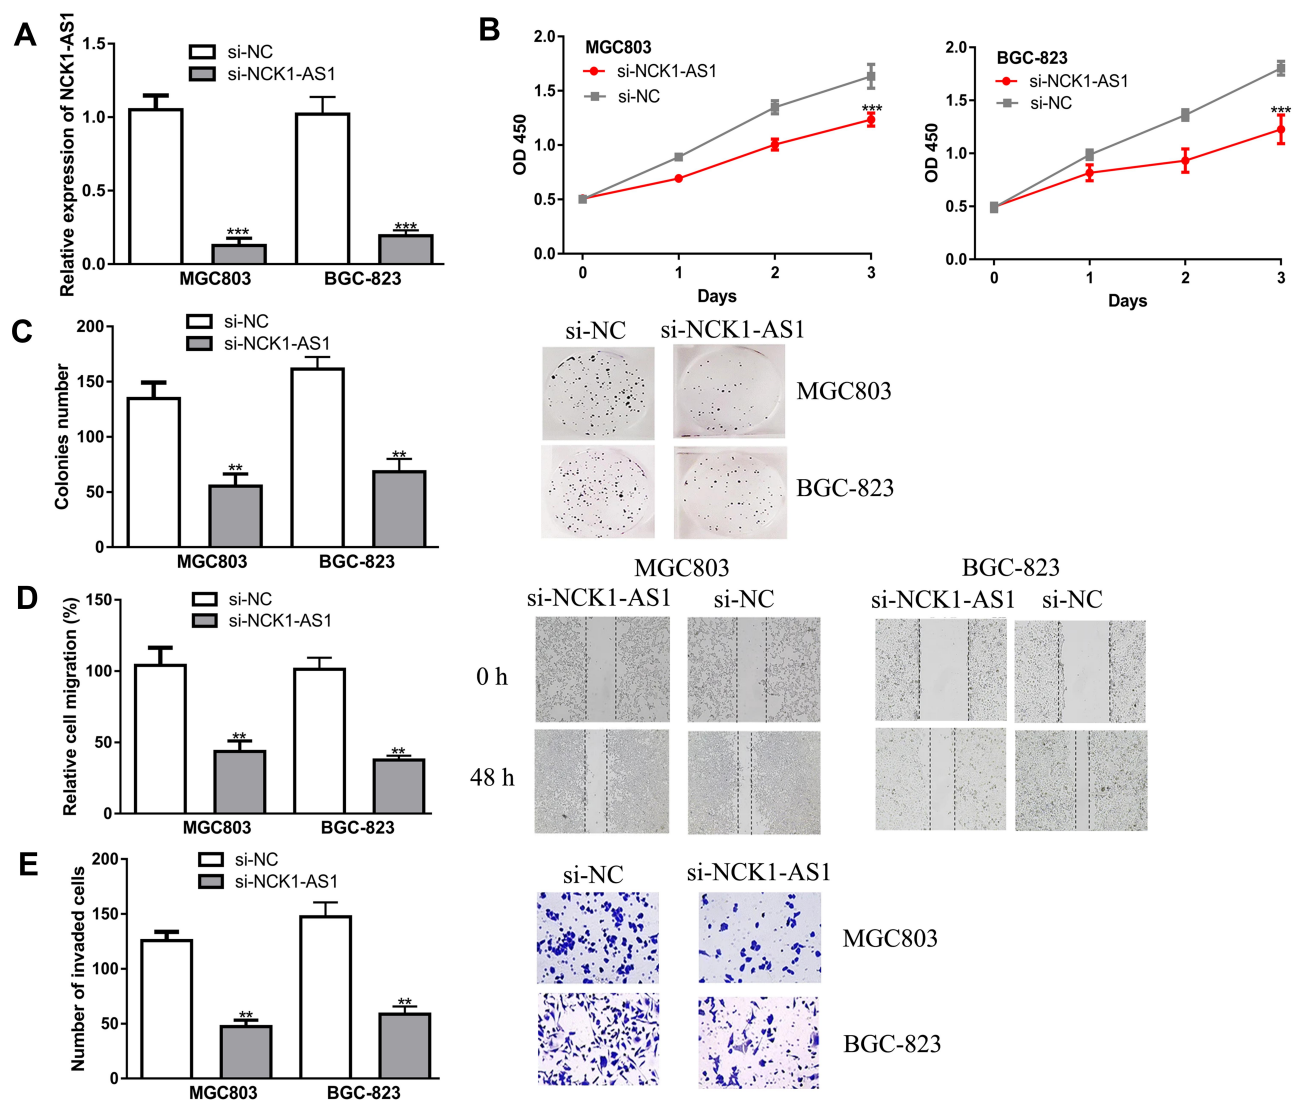 A
Relative expression of NCK1-AS1
1.5
1.0
0.5
0.0
si-NC
si-NCK1-AS1
***
***
MGC803
BGC-823
B
OD 450
2.0
1.5
1.0
0.5
0.0
MGC803
si-NCK1-AS1
si-NC
***
0
1
2
3
Days
OD 450
2.0
1.5
1.0
0.5
0.0
BGC-823
si-NCK1-AS1
si-NC
***
0
1
2
3
Days
C
Colonies number
200
150
100
50
0
si-NC
si-NCK1-AS1
**
**
MGC803
BGC-823
si-NC
si-NCK1-AS1
MGC803
BGC-823
D
Relative cell migration (%)
150
100
50
0
si-NC
si-NCK1-AS1
**
**
MGC803
BGC-823
MGC803
BGC-823
si-NCK1-AS1
si-NC
si-NCK1-AS1
si-NC
0 h
48 h
E
Number of invaded cells
200
150
100
50
0
si-NC
si-NCK1-AS1
**
**
MGC803
BGC-823
si-NC
si-NCK1-AS1
MGC803
BGC-823